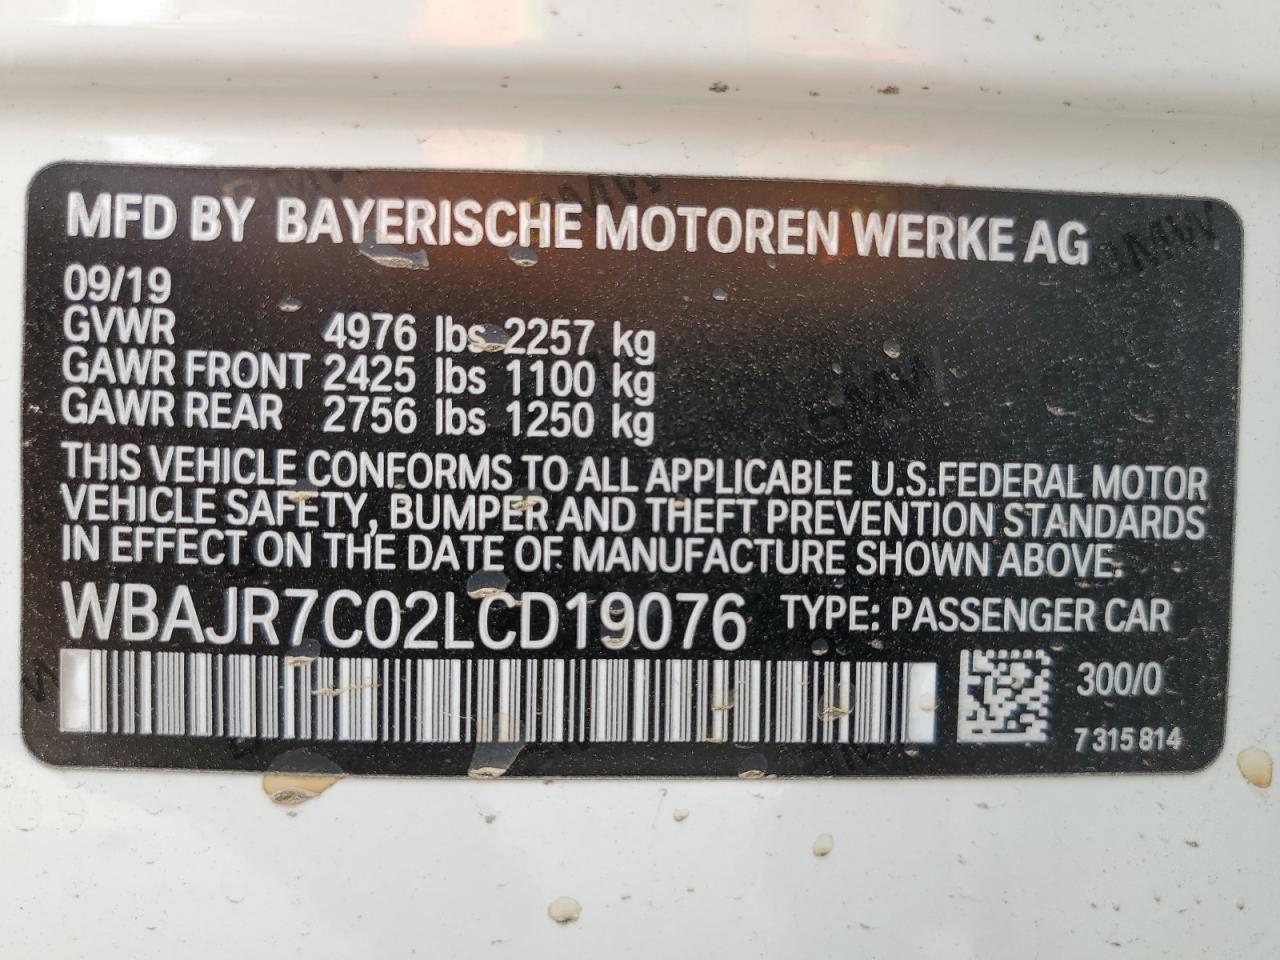 MFD BY BAYERISCHE MOTOREN WERKE AG
09/19
GVWR 4976 lbs 2257 kg
GAWR FRONT 2425 lbs 1100 kg
GAWR REAR 2756 lbs 1250 kg
THIS VEHICLE CONFORMS TO ALL APPLICABLE U.S.FEDERAL MOTOR
VEHICLE SAFETY, BUMPER AND THEFT PREVENTION STANDARDS
IN EFFECT ON THE DATE OF MANUFACTURE SHOWN ABOVE.
WBAJR7C02LCD19076 TYPE: PASSENGER CAR
300/0
7 315 814